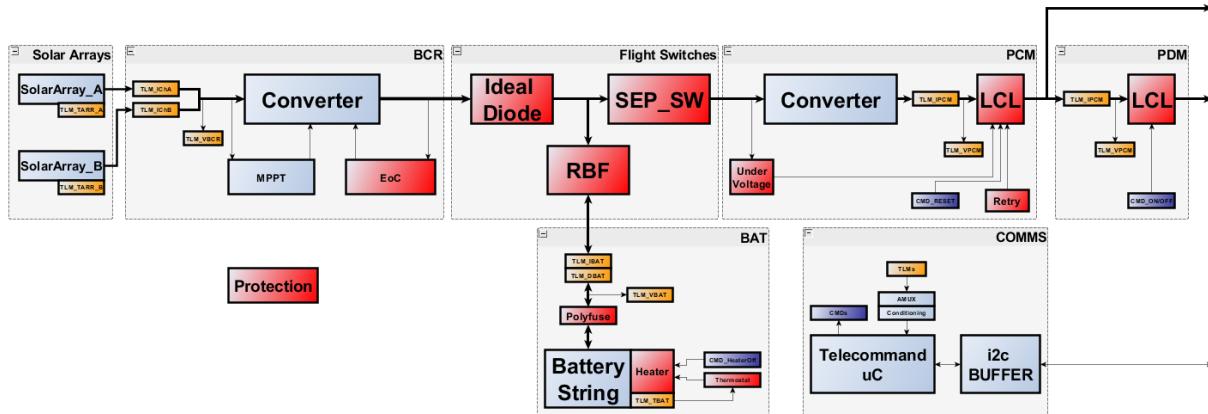 Solar Arrays
SolarArray_A
TLM_TARR_A
SolarArray_B
TLM_TARR_B
BCR
TLM_IChA
TLM_IChB
TLM_VBCR
Converter
MPPT
EoC
Flight Switches
Ideal
Diode
SEP_SW
RBF
PCM
Converter
TLM_IPCM
LCL
TLM_VPCM
Under
Voltage
CMD_RESET
Retry
PDM
TLM_IPCM
LCL
TLM_VPCM
CMD_ON/OFF
Protection
BAT
TLM_IBAT
TLM_DBAT
TLM_VBAT
Polyfuse
Battery
String
Heater
CMD_HeaterOR
Thermostat
TLM_TBAT
COMMS
TLMs
AMUX
Conditioning
CMDs
Telecommand
uC
i2c
BUFFER